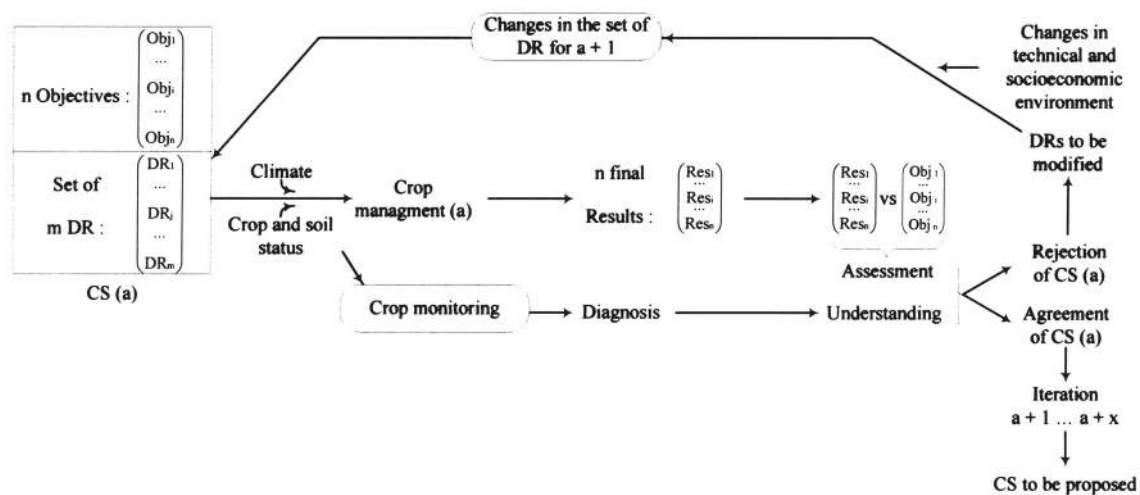 Changes in the set of
DR for a + 1
Changes in
technical and
socioeconomic
environment
n Objectives :
Obj1
...
Obji
...
Objn
DRs to be
modified
Set of
m DR :
DR1
...
DRj
...
DRm
CS (a)
Climate
Crop and soil
status
Crop
managment (a)
n final
Results :
Res1
...
Resi
...
Resn
Res1
...
Resi
...
Resn
vs
Obj 1
...
Obj i
...
Obj n
Assessment
Rejection
of CS (a)
Crop monitoring
Diagnosis
Understanding
Agreement
of CS (a)
Iteration
a + 1 ... a + x
CS to be proposed